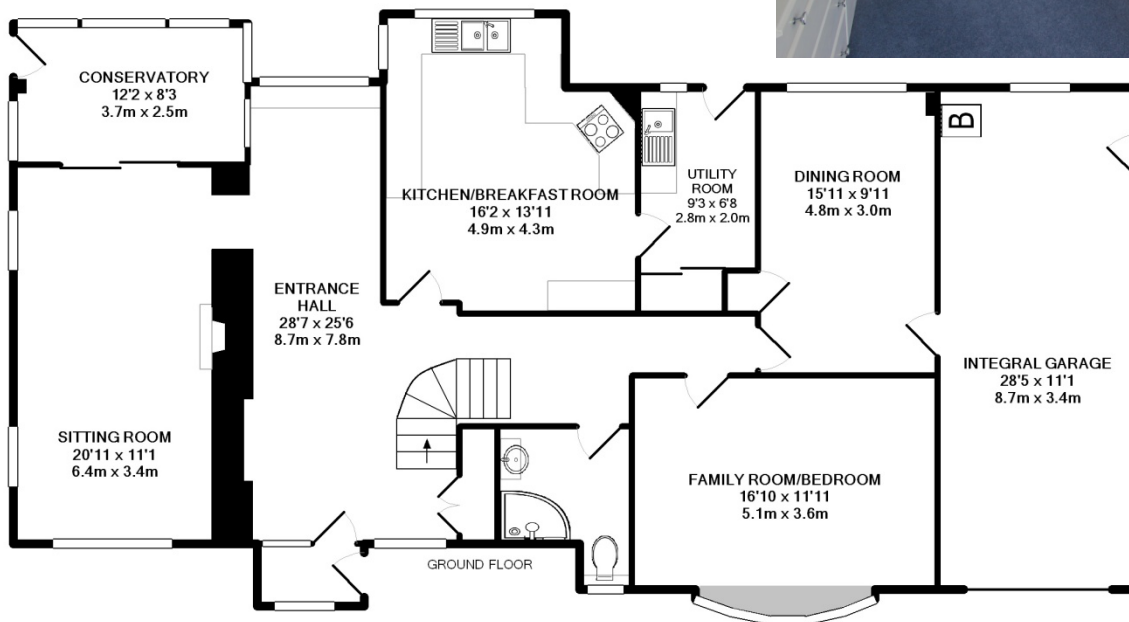 CONSERVATORY
12'2 x 8'3
3.7m x 2.5m
KITCHEN/BREAKFAST ROOM
16'2 x 13'11
4.9m x 4.3m
UTILITY
ROOM
9'3 x 6'8
2.8m x 2.0m
DINING ROOM
15'11 x 9'11
4.8m x 3.0m
B
ENTRANCE
HALL
28'7 x 25'6
8.7m x 7.8m
INTEGRAL GARAGE
28'5 x 11'1
8.7m x 3.4m
SITTING ROOM
20'11 x 11'1
6.4m x 3.4m
FAMILY ROOM/BEDROOM
16'10 x 11'11
5.1m x 3.6m
GROUND FLOOR